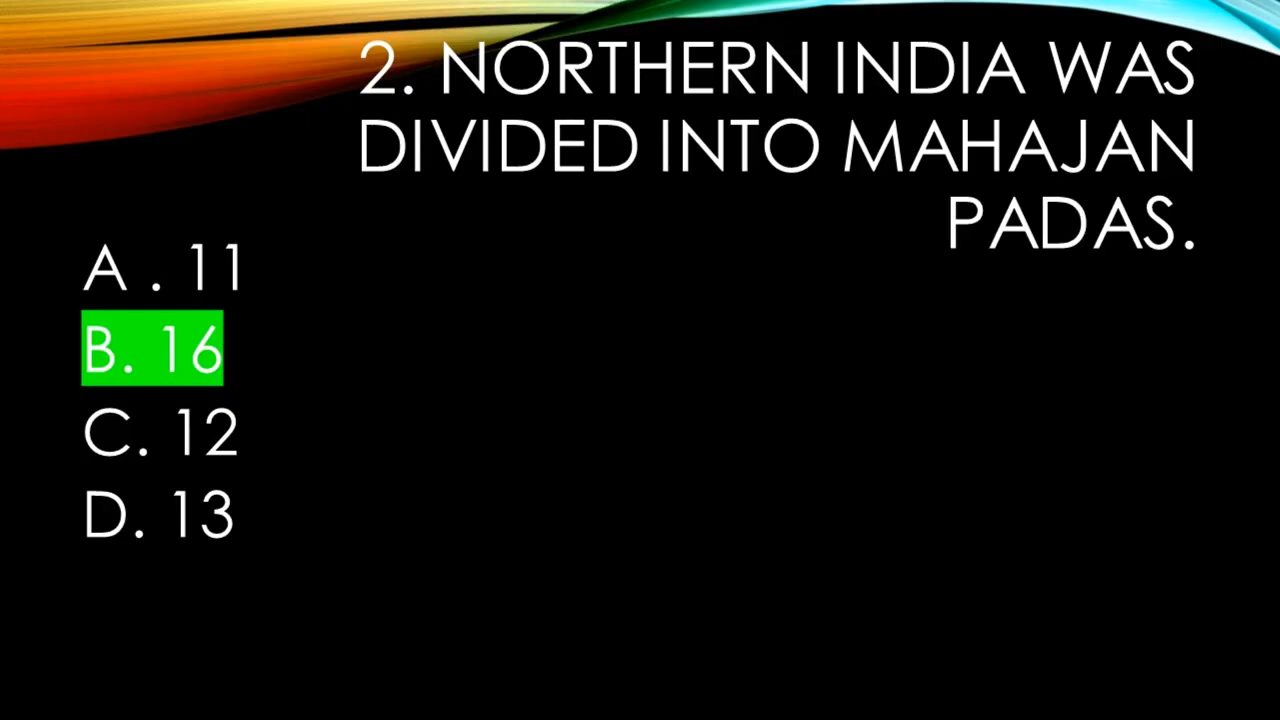 2. NORTHERN INDIA WAS
DIVIDED INTO MAHAJAN
PADAS.
A . 11
B. 16
C. 12
D. 13